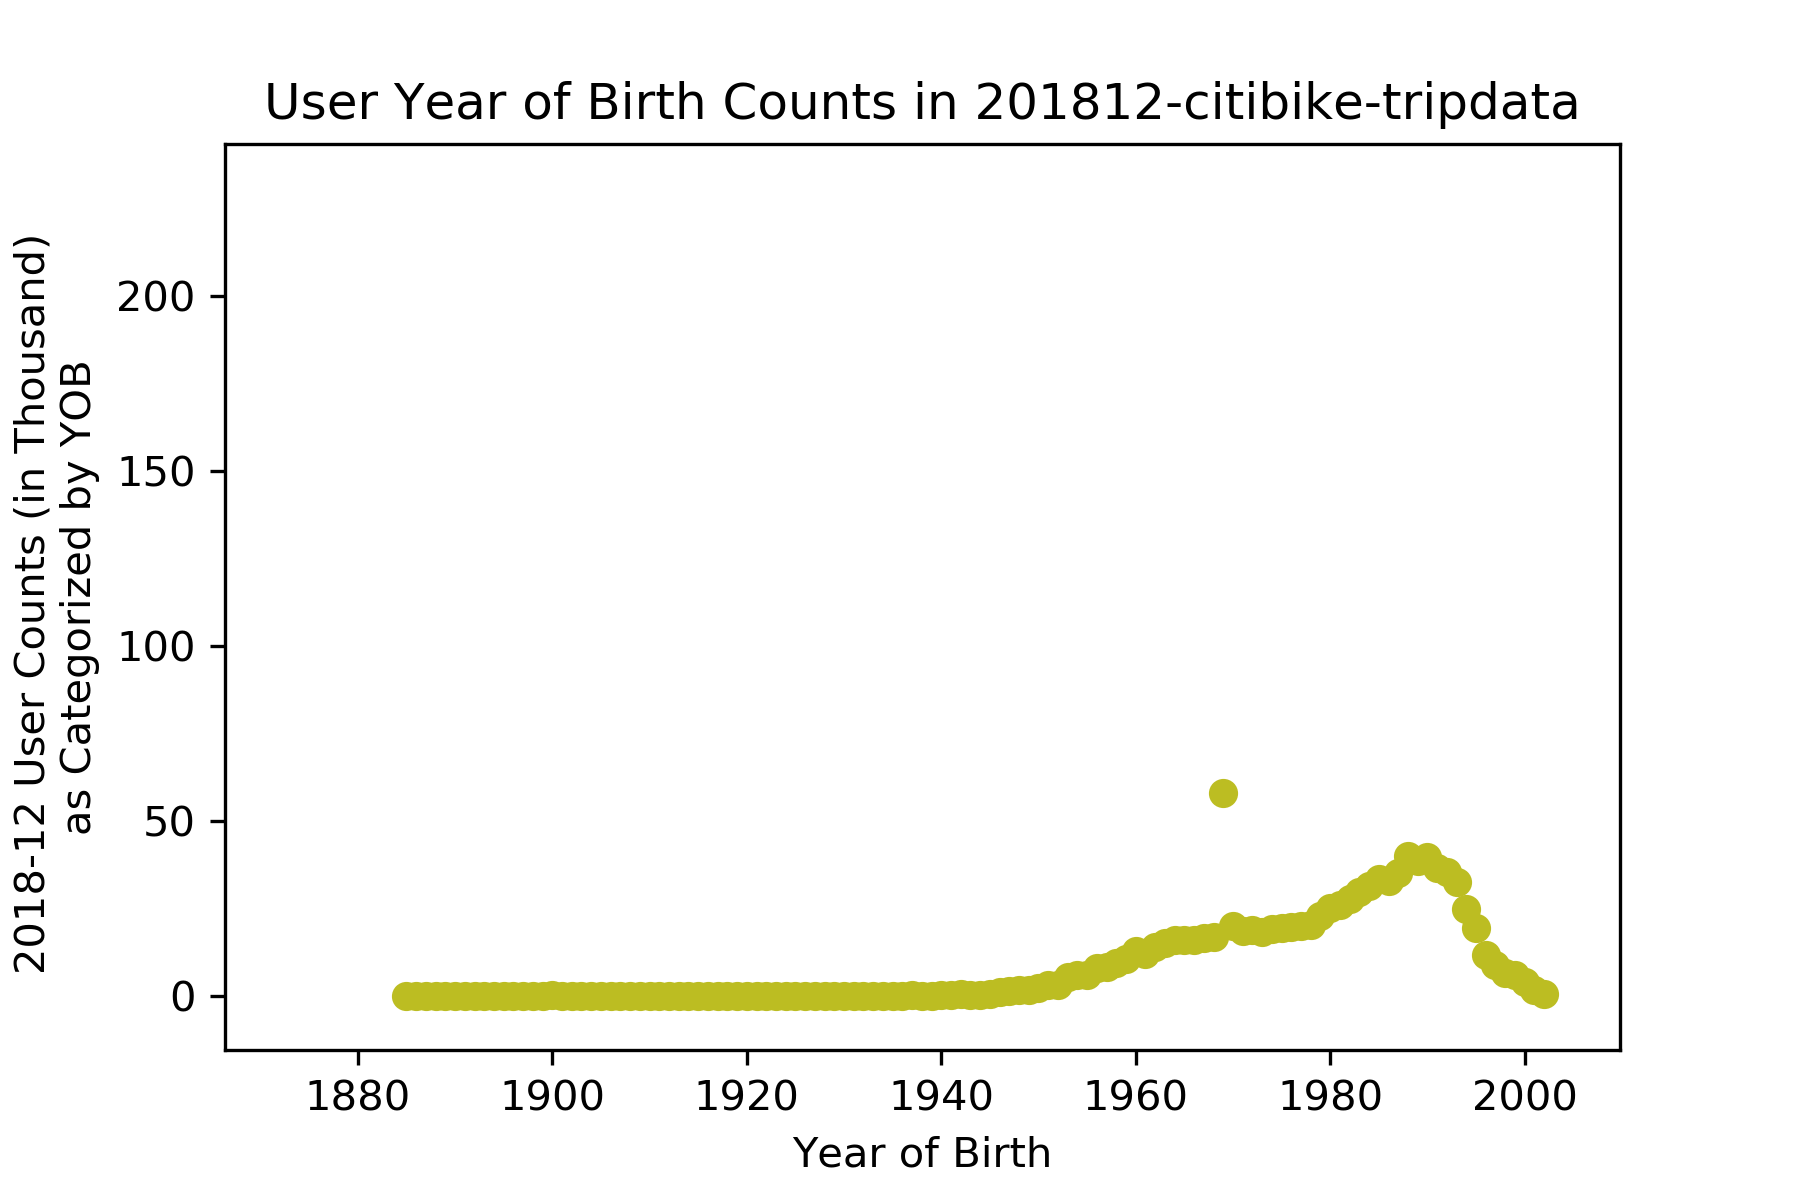 User Year of Birth Counts in 201812-citibike-tripdata
2018-12 User Counts (in Thousand)
as Categorized by YOB
200
150
100
50
0
1880 1900 1920 1940 1960 1980 2000
Year of Birth